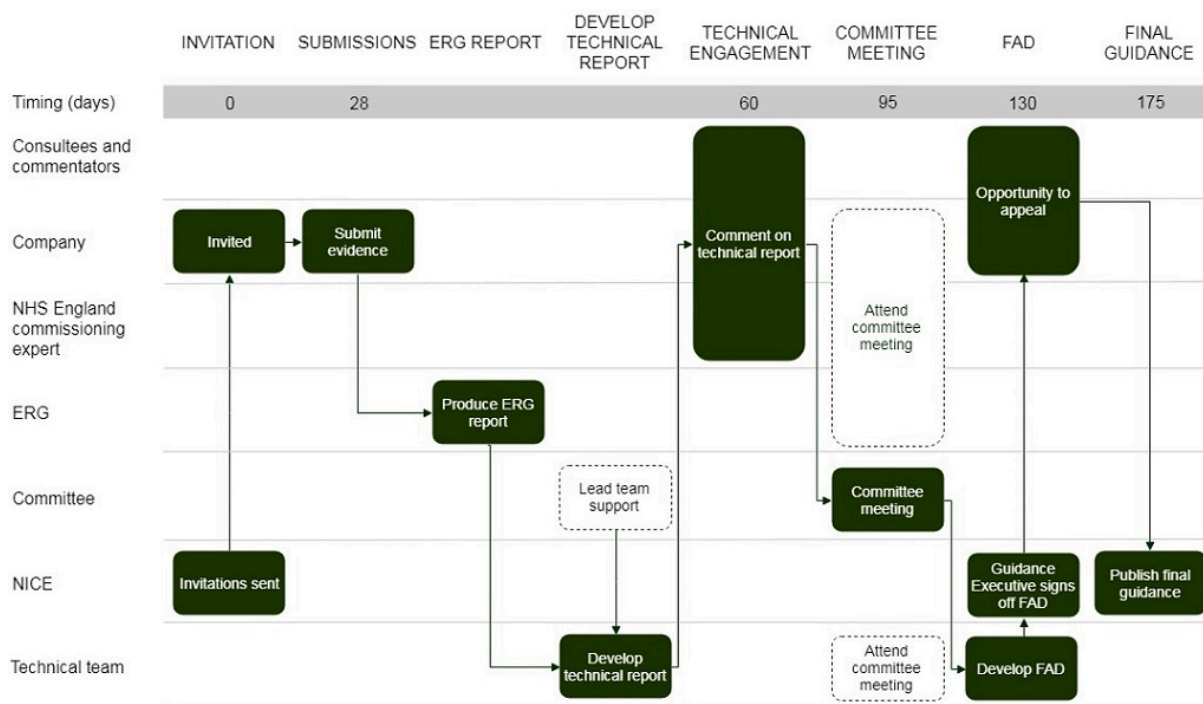 INVITATION
SUBMISSIONS
ERG REPORT
DEVELOP
TECHNICAL
REPORT
TECHNICAL
ENGAGEMENT
COMMITTEE
MEETING
FAD
FINAL
GUIDANCE
Timing (days) 0 28 60 95 130 175
Consultees and
commentators
Opportunity to
appeal
Company
Invited
Submit
evidence
Comment on
technical report
NHS England
commissioning
expert
Attend
committee
meeting
ERG
Produce ERG
report
Committee
Lead team
support
Committee
meeting
NICE
Invitations sent
Guidance
Executive signs
off FAD
Publish final
guidance
Technical team
Develop
technical report
Attend
committee
meeting
Develop FAD